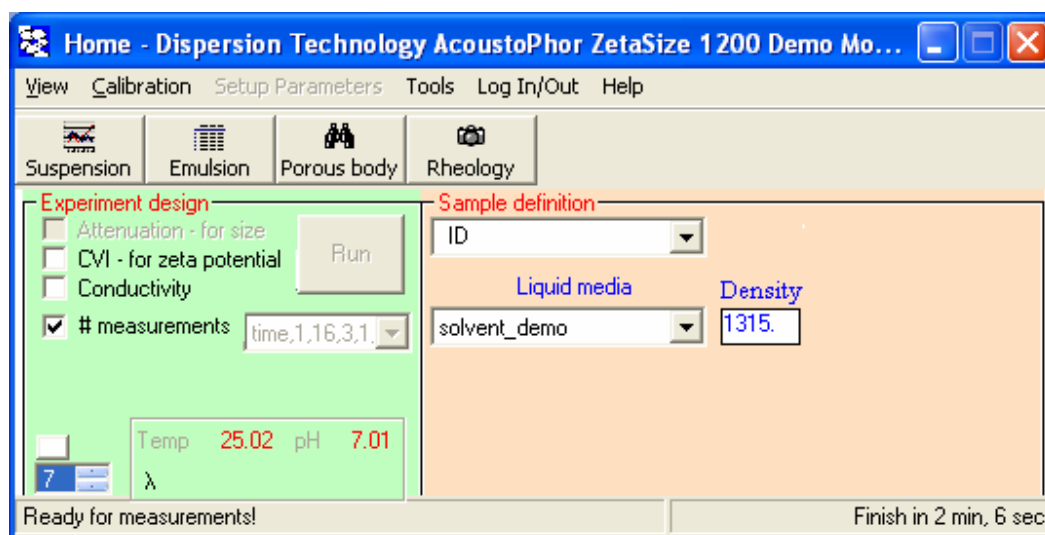 Home - Dispersion Technology AcoustoPhor ZetaSize 1200 Demo Mo...
View Calibration Setup Parameters Tools Log In/Out Help
Suspension Emulsion Porous body Rheology
Experiment design
Attenuation - for size
CVI - for zeta potential
Run
Conductivity
# measurements time,1,16,3,1.
Temp 25.02 pH 7.01
7
λ
Sample definition
ID
Liquid media Density
solvent_demo 1315.
Ready for measurements! Finish in 2 min, 6 sec